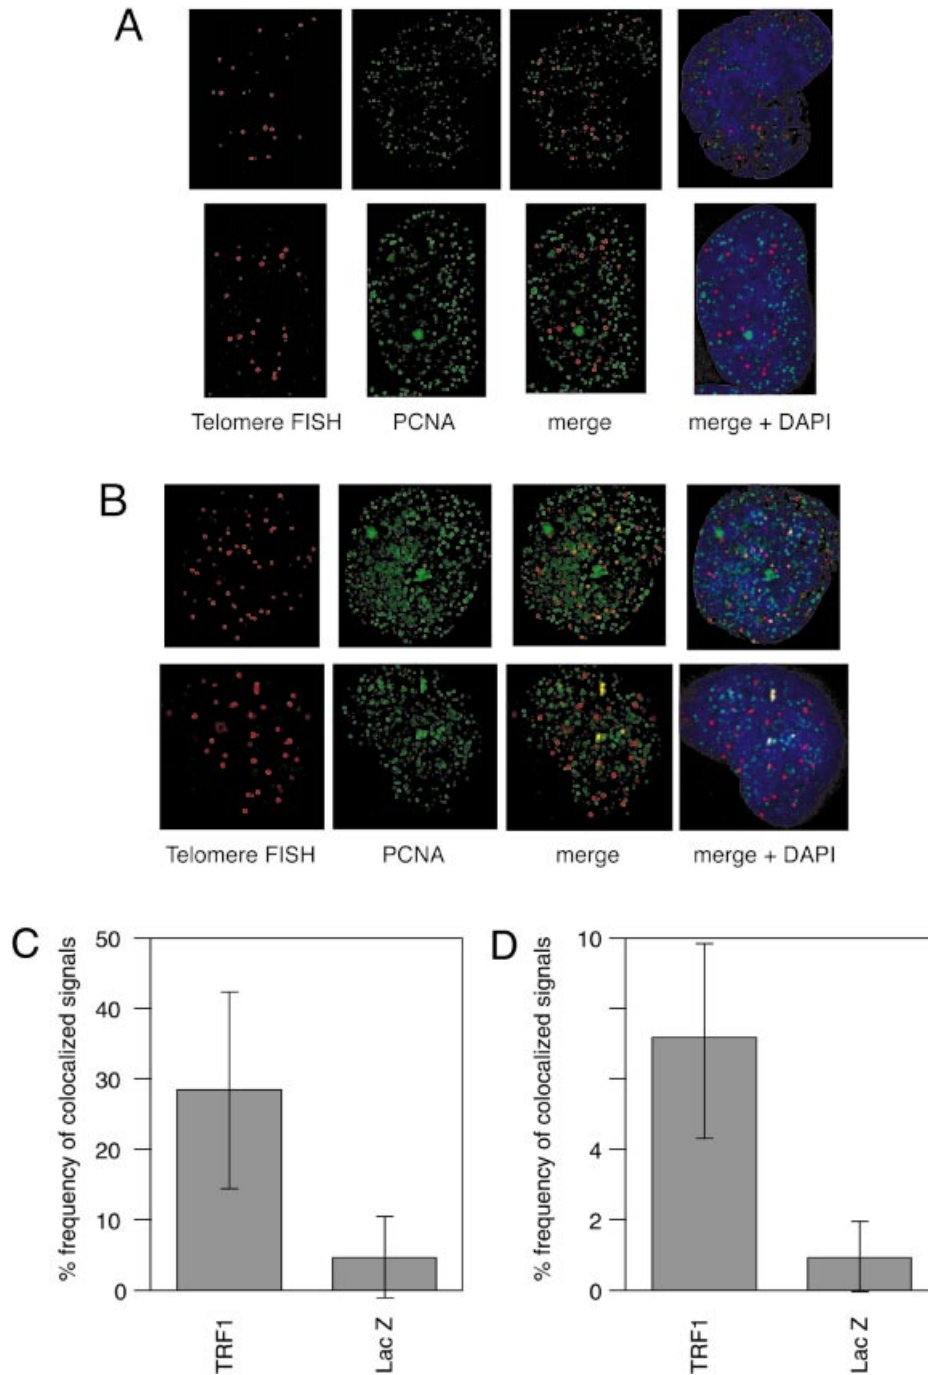 A
Telomere FISH PCNA merge merge + DAPI
B
Telomere FISH PCNA merge merge + DAPI
C
% frequency of colocalized signals
50
40
30
20
10
0
TRF1 Lac Z
D
% frequency of colocalized signals
10
4
2
0
TRF1 Lac Z